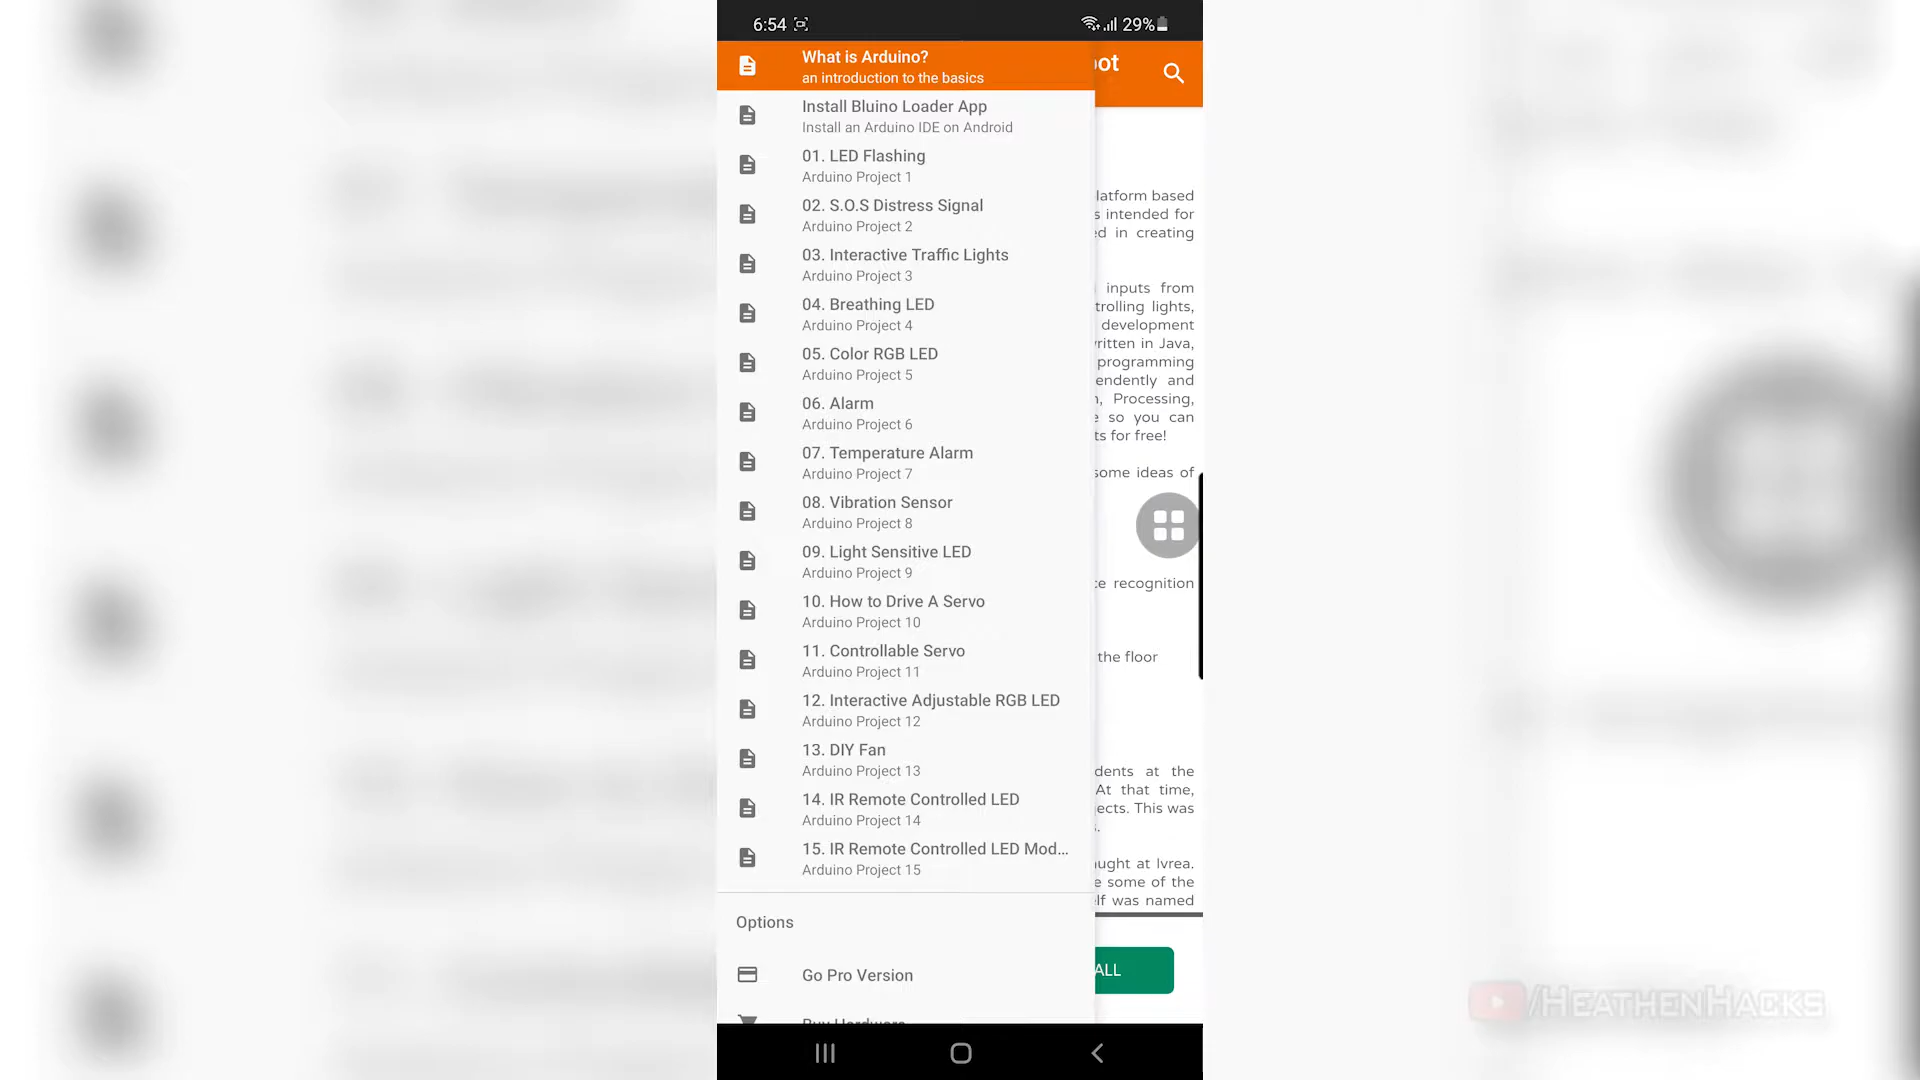 6:54
29%
What is Arduino?
an introduction to the basics
ot
Install Bluino Loader App
Install an Arduino IDE on Android
01. LED Flashing
Arduino Project 1
02. S.O.S Distress Signal
Arduino Project 2
03. Interactive Traffic Lights
Arduino Project 3
04. Breathing LED
Arduino Project 4
05. Color RGB LED
Arduino Project 5
06. Alarm
Arduino Project 6
07. Temperature Alarm
Arduino Project 7
08. Vibration Sensor
Arduino Project 8
09. Light Sensitive LED
Arduino Project 9
10. How to Drive A Servo
Arduino Project 10
11. Controllable Servo
Arduino Project 11
12. Interactive Adjustable RGB LED
Arduino Project 12
13. DIY Fan
Arduino Project 13
14. IR Remote Controlled LED
Arduino Project 14
15. IR Remote Controlled LED Mod...
Arduino Project 15
Options
Go Pro Version
Buy Hardware
latform based
s intended for
ed in creating
inputs from
trolling lights,
development
ritten in Java,
programming
endently and
n, Processing,
e so you can
ts for free!
some ideas of
ce recognition
the floor
dents at the
At that time,
jects. This was
s.
aught at Ivrea.
e some of the
elf was named
ALL
/HEATHENHACKS